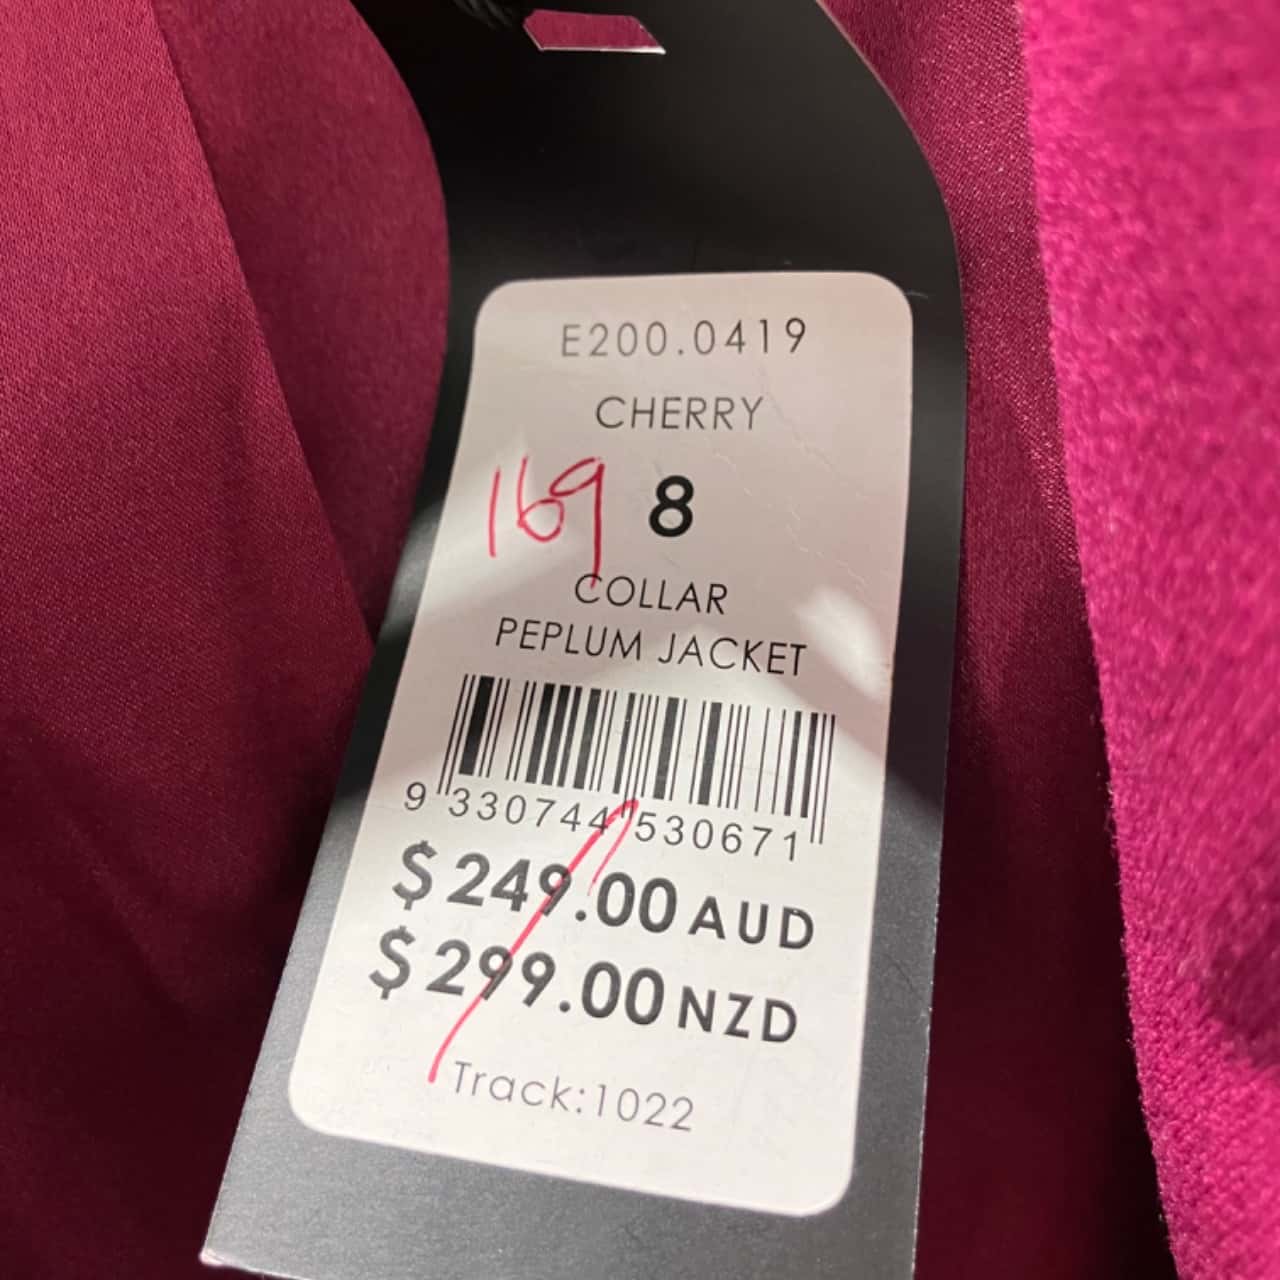 E200.0419
CHERRY
169 8
COLLAR
PEPLUM JACKET
9 330744 530671
$249.00 AUD
$299.00 NZD
Track:1022